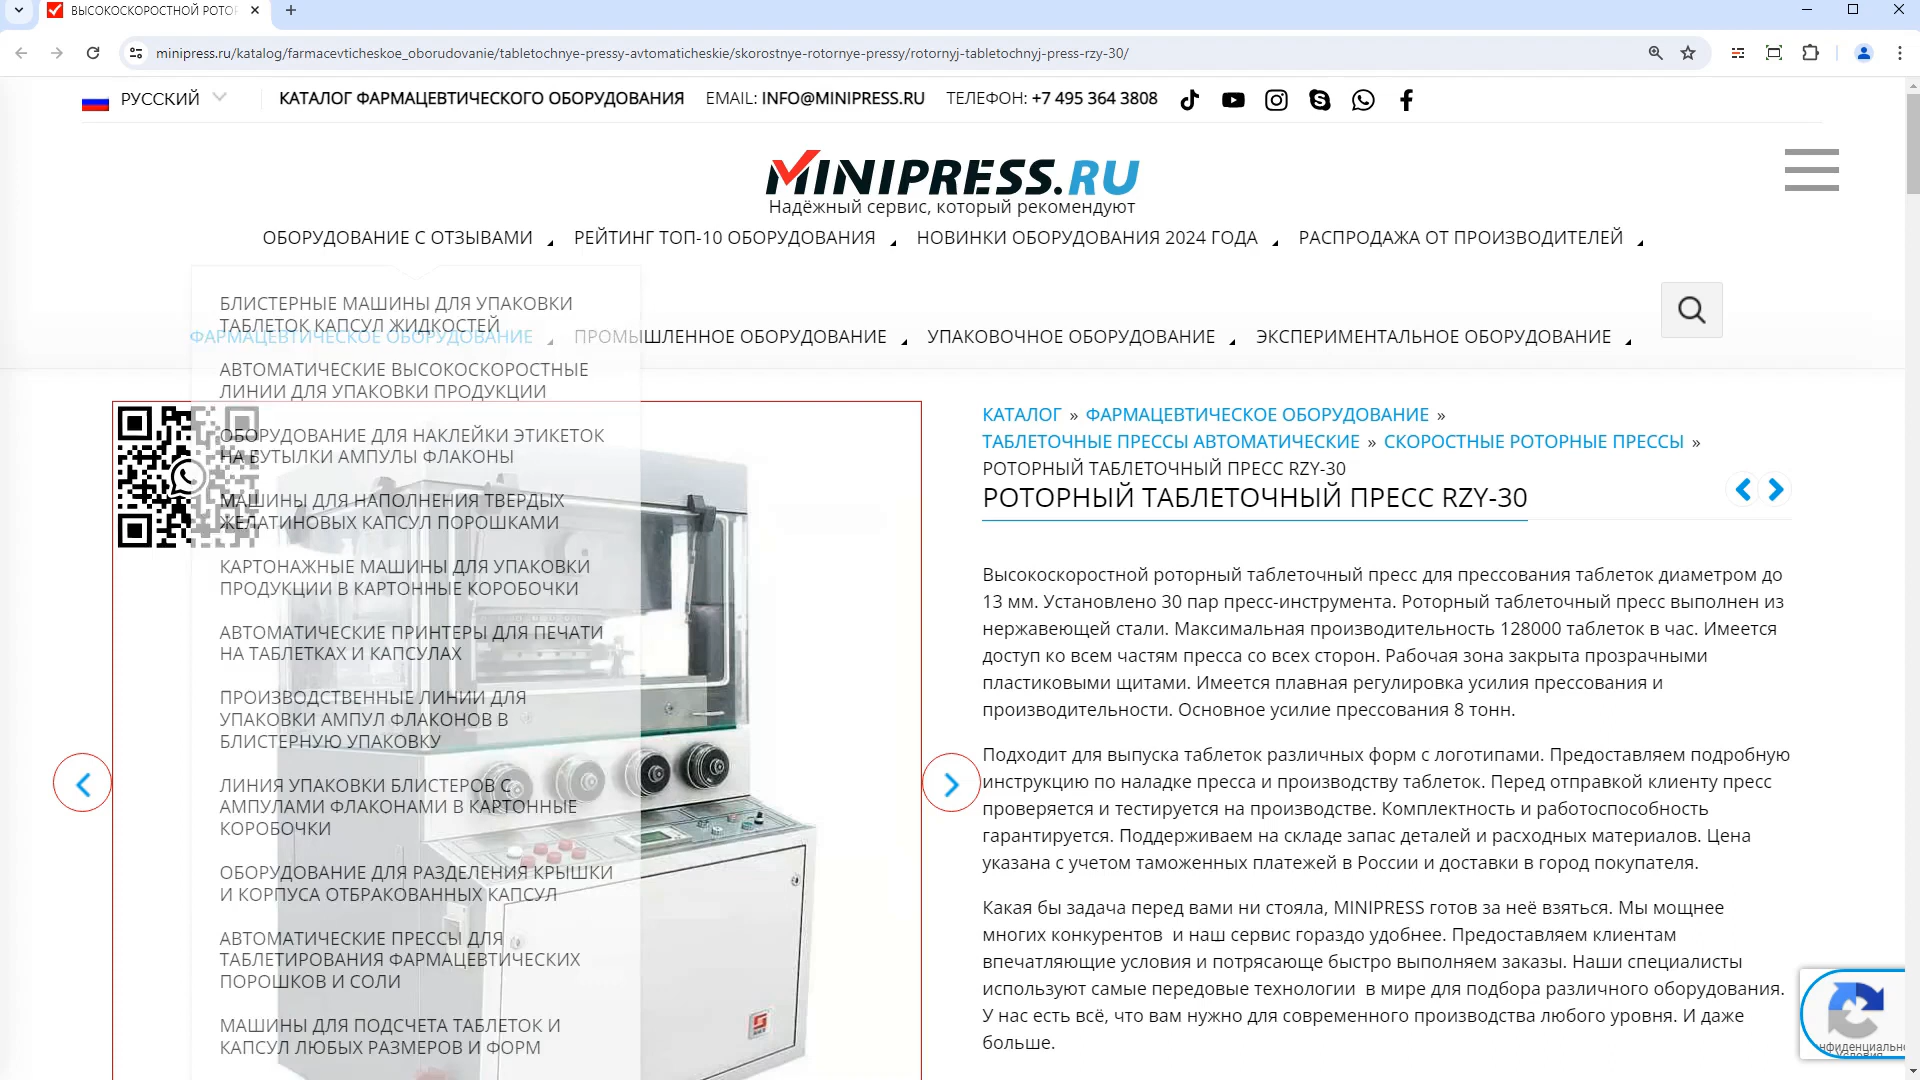 ВЫСОКОСКОРОСТНОЙ РОТОР
minipress.ru/katalog/farmacevticheskoe_oborudovanie/tabletochnye-pressy-avtomaticheskie/skorostnye-rotornye-pressy/rotornyj-tabletochnyj-press-rzy-30/
РУССКИЙ
КАТАЛОГ ФАРМАЦЕВТИЧЕСКОГО ОБОРУДОВАНИЯ
EMAIL: INFO@MINIPRESS.RU
ТЕЛЕФОН: +7 495 364 3808
MINIPRESS.RU
Надёжный сервис, который рекомендуют
ОБОРУДОВАНИЕ С ОТЗЫВАМИ
РЕЙТИНГ ТОП-10 ОБОРУДОВАНИЯ
НОВИНКИ ОБОРУДОВАНИЯ 2024 ГОДА
РАСПРОДАЖА ОТ ПРОИЗВОДИТЕЛЕЙ
ФАРМАЦЕВТИЧЕСКОЕ ОБОРУДОВАНИЕ
ПРОМЫШЛЕННОЕ ОБОРУДОВАНИЕ
УПАКОВОЧНОЕ ОБОРУДОВАНИЕ
ЭКСПЕРИМЕНТАЛЬНОЕ ОБОРУДОВАНИЕ
БЛИСТЕРНЫЕ МАШИНЫ ДЛЯ УПАКОВКИ
ТАБЛЕТОК КАПСУЛ ЖИДКОСТЕЙ
АВТОМАТИЧЕСКИЕ ВЫСОКОСКОРОСТНЫЕ
ЛИНИИ ДЛЯ УПАКОВКИ ПРОДУКЦИИ
ОБОРУДОВАНИЕ ДЛЯ НАКЛЕЙКИ ЭТИКЕТОК
НА БУТЫЛКИ АМПУЛЫ ФЛАКОНЫ
МАШИНЫ ДЛЯ НАПОЛНЕНИЯ ТВЕРДЫХ
ЖЕЛАТИНОВЫХ КАПСУЛ ПОРОШКАМИ
КАРТОНАЖНЫЕ МАШИНЫ ДЛЯ УПАКОВКИ
ПРОДУКЦИИ В КАРТОННЫЕ КОРОБОЧКИ
АВТОМАТИЧЕСКИЕ ПРИНТЕРЫ ДЛЯ ПЕЧАТИ
НА ТАБЛЕТКАХ И КАПСУЛАХ
ПРОИЗВОДСТВЕННЫЕ ЛИНИИ ДЛЯ
УПАКОВКИ АМПУЛ ФЛАКОНОВ В
БЛИСТЕРНУЮ УПАКОВКУ
ЛИНИЯ УПАКОВКИ БЛИСТЕРОВ С
АМПУЛАМИ ФЛАКОНАМИ В КАРТОННЫЕ
КОРОБОЧКИ
ОБОРУДОВАНИЕ ДЛЯ РАЗДЕЛЕНИЯ КРЫШКИ
И КОРПУСА ОТБРАКОВАННЫХ КАПСУЛ
АВТОМАТИЧЕСКИЕ ПРЕССЫ ДЛЯ
ТАБЛЕТИРОВАНИЯ ФАРМАЦЕВТИЧЕСКИХ
ПОРОШКОВ И СОЛИ
МАШИНЫ ДЛЯ ПОДСЧЕТА ТАБЛЕТОК И
КАПСУЛ ЛЮБЫХ РАЗМЕРОВ И ФОРМ
КАТАЛОГ » ФАРМАЦЕВТИЧЕСКОЕ ОБОРУДОВАНИЕ »
ТАБЛЕТОЧНЫЕ ПРЕССЫ АВТОМАТИЧЕСКИЕ » СКОРОСТНЫЕ РОТОРНЫЕ ПРЕССЫ »
РОТОРНЫЙ ТАБЛЕТОЧНЫЙ ПРЕСС RZY-30
РОТОРНЫЙ ТАБЛЕТОЧНЫЙ ПРЕСС RZY-30
Высокоскоростной роторный таблеточный пресс для прессования таблеток диаметром до
13 мм. Установлено 30 пар пресс-инструмента. Роторный таблеточный пресс выполнен из
нержавеющей стали. Максимальная производительность 128000 таблеток в час. Имеется
доступ ко всем частям пресса со всех сторон. Рабочая зона закрыта прозрачными
пластиковыми щитами. Имеется плавная регулировка усилия прессования и
производительности. Основное усилие прессования 8 тонн.
Подходит для выпуска таблеток различных форм с логотипами. Предоставляем подробную
инструкцию по наладке пресса и производству таблеток. Перед отправкой клиенту пресс
проверяется и тестируется на производстве. Комплектность и работоспособность
гарантируется. Поддерживаем на складе запас деталей и расходных материалов. Цена
указана с учетом таможенных платежей в России и доставки в город покупателя.
Какая бы задача перед вами ни стояла, MINIPRESS готов за неё взяться. Мы мощнее
многих конкурентов и наш сервис гораздо удобнее. Предоставляем клиентам
впечатляющие условия и потрясающе быстро выполняем заказы. Наши специалисты
используют самые передовые технологии в мире для подбора различного оборудования.
У нас есть всё, что вам нужно для современного производства любого уровня. И даже
больше.
нфиденциально
Условия